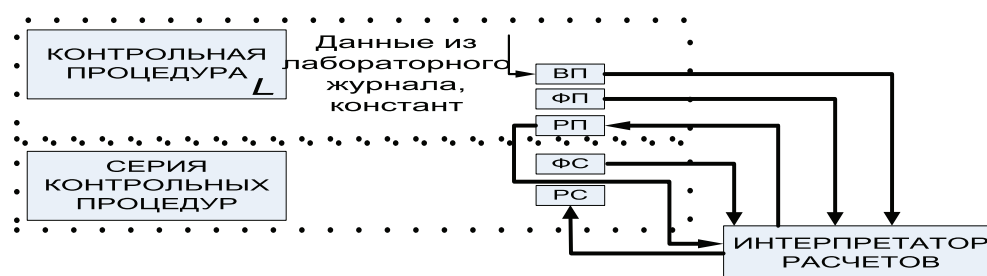 КОНТРОЛЬНАЯ
ПРОЦЕДУРА
L
Данные из
лабораторного
журнала,
констант
ВП
ФП
РП
СЕРИЯ
КОНТРОЛЬНЫХ
ПРОЦЕДУР
ФС
РС
ИНТЕРПРЕТАТОР
РАСЧЕТОВ